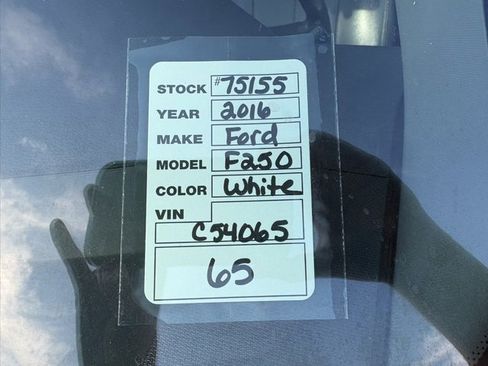 STOCK #75155
YEAR 2016
MAKE Ford
MODEL F250
COLOR White
VIN
C54065
65